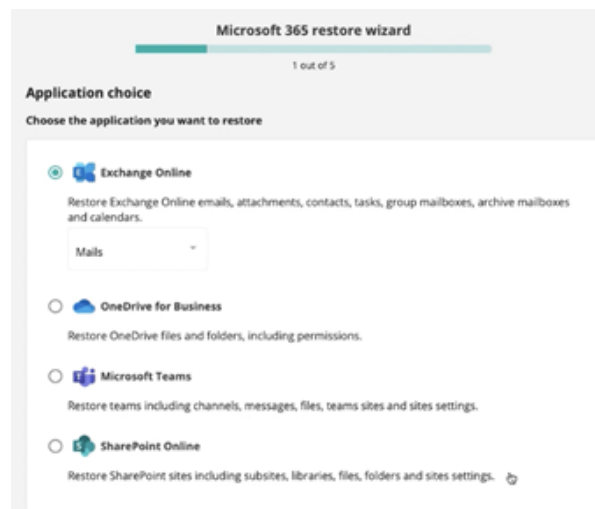 Microsoft 365 restore wizard
1 out of 5
Application choice
Choose the application you want to restore
Exchange Online
Restore Exchange Online emails, attachments, contacts, tasks, group mailboxes, archive mailboxes
and calendars.
Mails
OneDrive for Business
Restore OneDrive files and folders, including permissions.
Microsoft Teams
Restore teams including channels, messages, files, teams sites and sites settings.
SharePoint Online
Restore SharePoint sites including subsites, libraries, files, folders and sites settings.